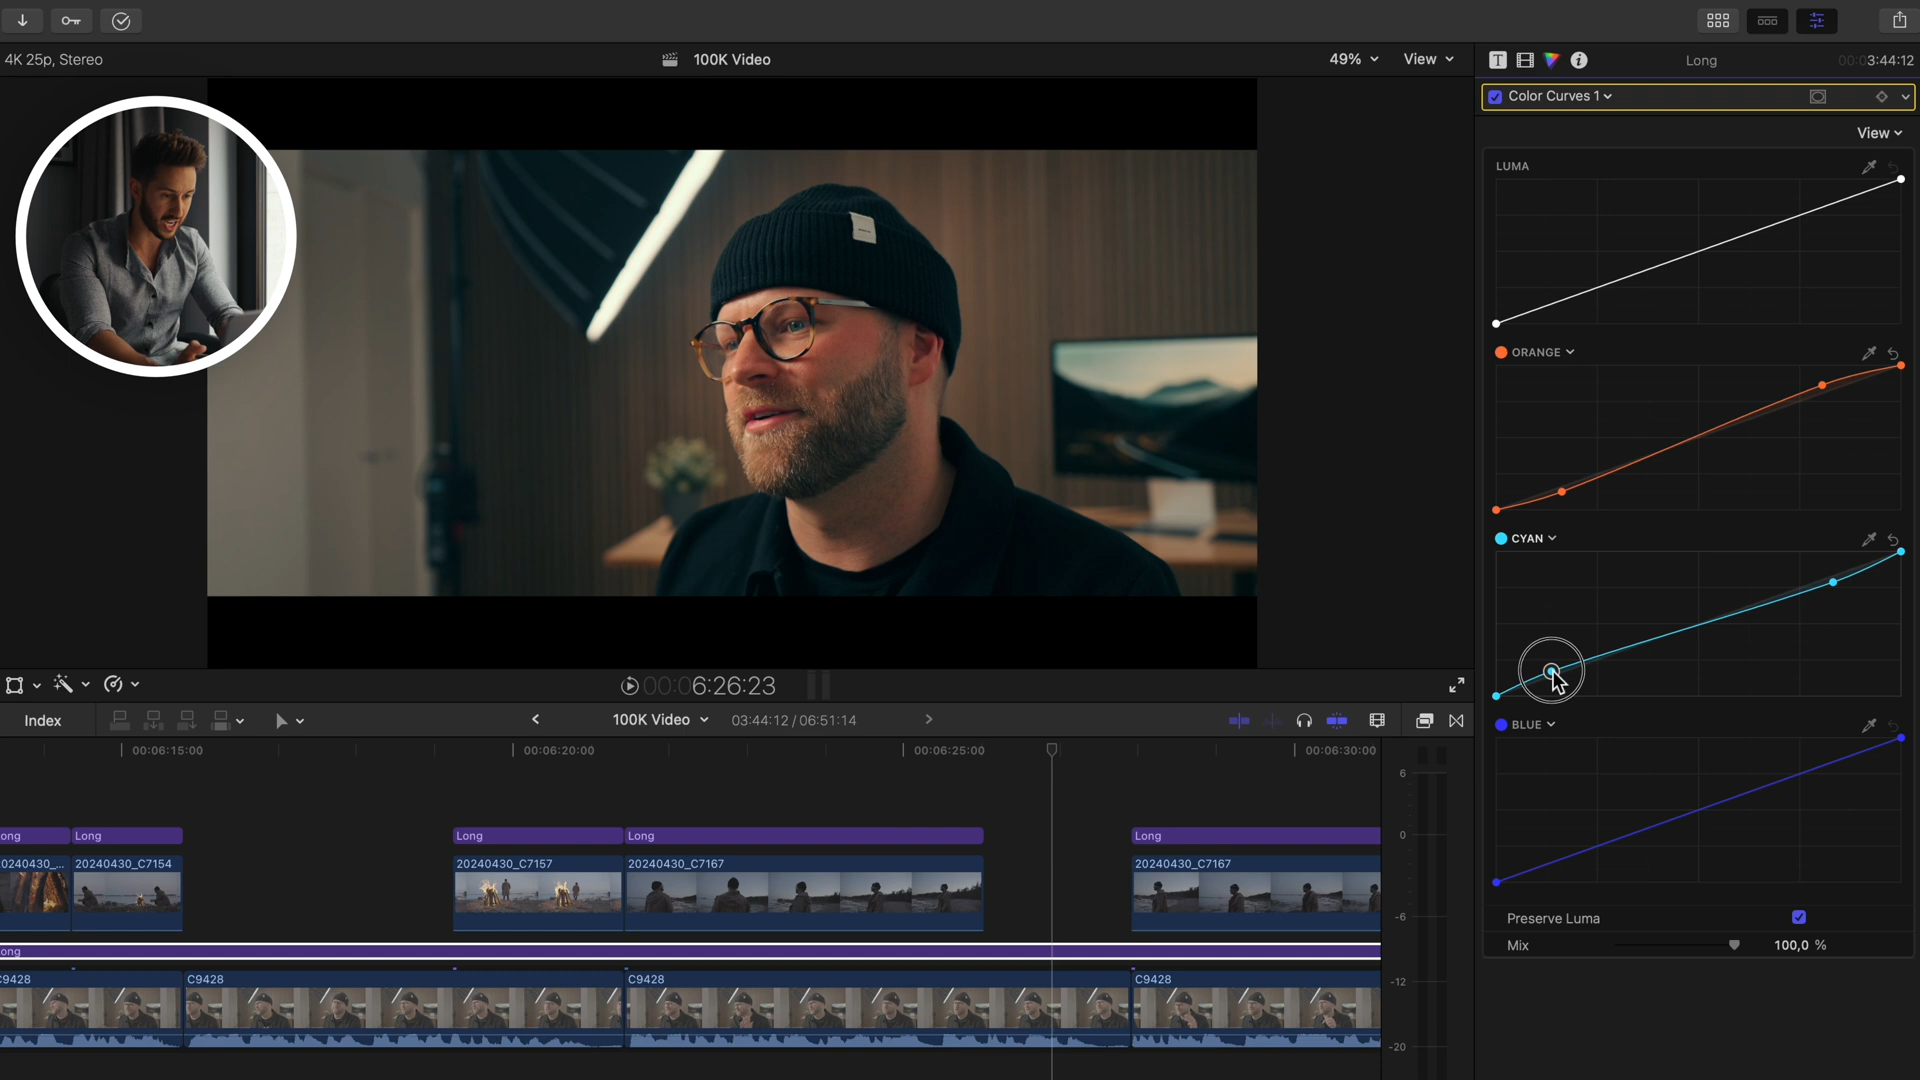 4K 25p, Stereo
100K Video
49%
View
T
i
Long
00:03:44:12
Color Curves 1
View
LUMA
ORANGE
CYAN
BLUE
Preserve Luma
Mix
100,0 %
00:06:26:23
Index
100K Video
03:44:12 / 06:51:14
00:06:15:00
00:06:20:00
00:06:25:00
00:06:30:00
6
0
-6
-12
-20
ong
Long
Long
Long
Long
20240430_...
20240430_C7154
20240430_C7157
20240430_C7167
20240430_C7167
ong
C9428
C9428
C9428
C9428